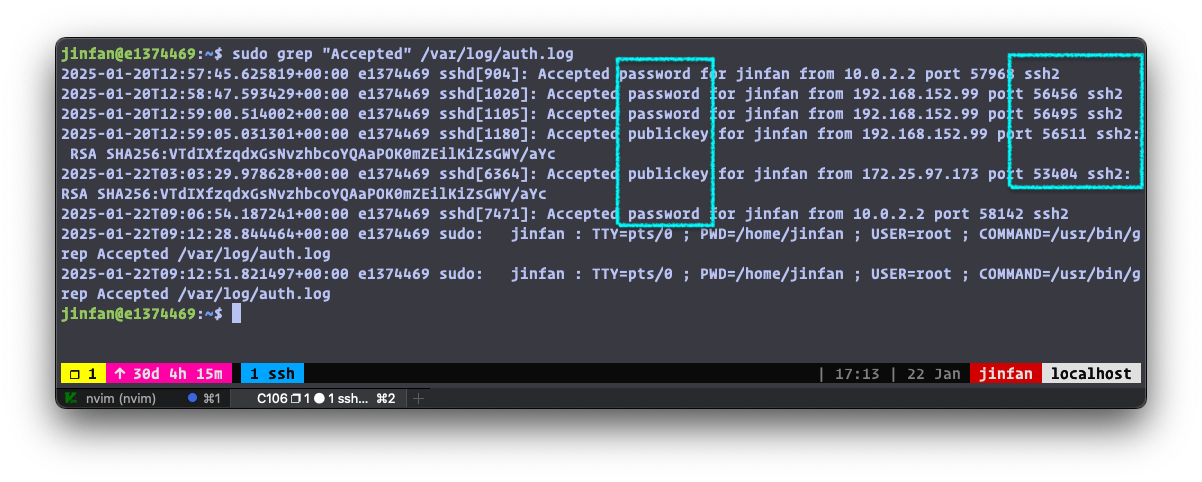 jinfan@e1374469:~$ sudo grep "Accepted" /var/log/auth.log
2025-01-20T12:57:45.625819+00:00 e1374469 sshd[904]: Accepted password for jinfan from 10.0.2.2 port 57968 ssh2
2025-01-20T12:58:47.593429+00:00 e1374469 sshd[1020]: Accepted password for jinfan from 192.168.152.99 port 56456 ssh2
2025-01-20T12:59:00.514002+00:00 e1374469 sshd[1105]: Accepted password for jinfan from 192.168.152.99 port 56495 ssh2
2025-01-20T12:59:05.031301+00:00 e1374469 sshd[1180]: Accepted publickey for jinfan from 192.168.152.99 port 56511 ssh2:
RSA SHA256:VTdIXfzqdxGsNvzhbcoYQAaPOK0mZEilKiZsGWY/aYc
2025-01-22T03:03:29.978628+00:00 e1374469 sshd[6364]: Accepted publickey for jinfan from 172.25.97.173 port 53404 ssh2:
RSA SHA256:VTdIXfzqdxGsNvzhbcoYQAaPOK0mZEilKiZsGWY/aYc
2025-01-22T09:06:54.187241+00:00 e1374469 sshd[7471]: Accepted password for jinfan from 10.0.2.2 port 58142 ssh2
2025-01-22T09:12:28.844464+00:00 e1374469 sudo:   jinfan : TTY=pts/0 ; PWD=/home/jinfan ; USER=root ; COMMAND=/usr/bin/g
rep Accepted /var/log/auth.log
2025-01-22T09:12:51.821497+00:00 e1374469 sudo:   jinfan : TTY=pts/0 ; PWD=/home/jinfan ; USER=root ; COMMAND=/usr/bin/g
rep Accepted /var/log/auth.log
jinfan@e1374469:~$
❐ 1 ↑ 30d 4h 15m 1 ssh | 17:13 | 22 Jan jinfan localhost
nvim (nvim) ● ⌘1 C106 ❐ 1 ● 1 ssh... ⌘2 +